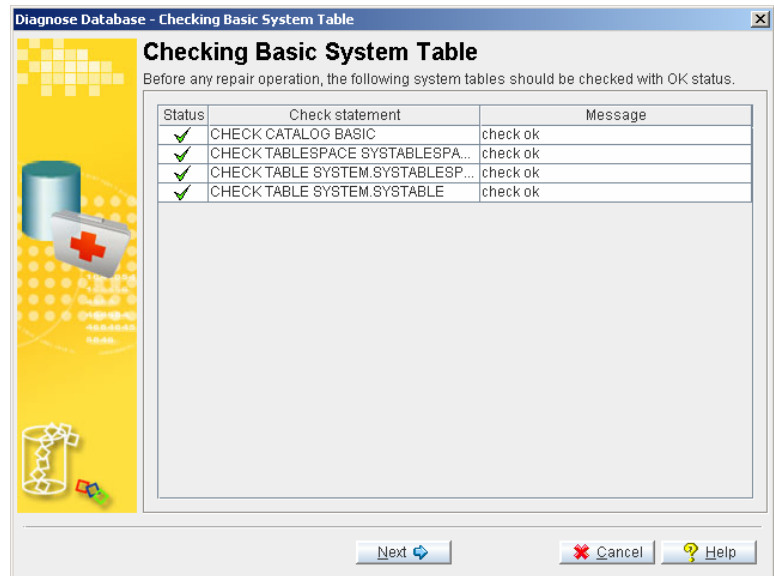 Diagnose Database - Checking Basic System Table
Checking Basic System Table
Before any repair operation, the following system tables should be checked with OK status.
Status Check statement Message
CHECK CATALOG BASIC check ok
CHECK TABLESPACE SYSTABLESPA... check ok
CHECK TABLE SYSTEM.SYSTABLESP... check ok
CHECK TABLE SYSTEM.SYSTABLE check ok
Next Cancel Help